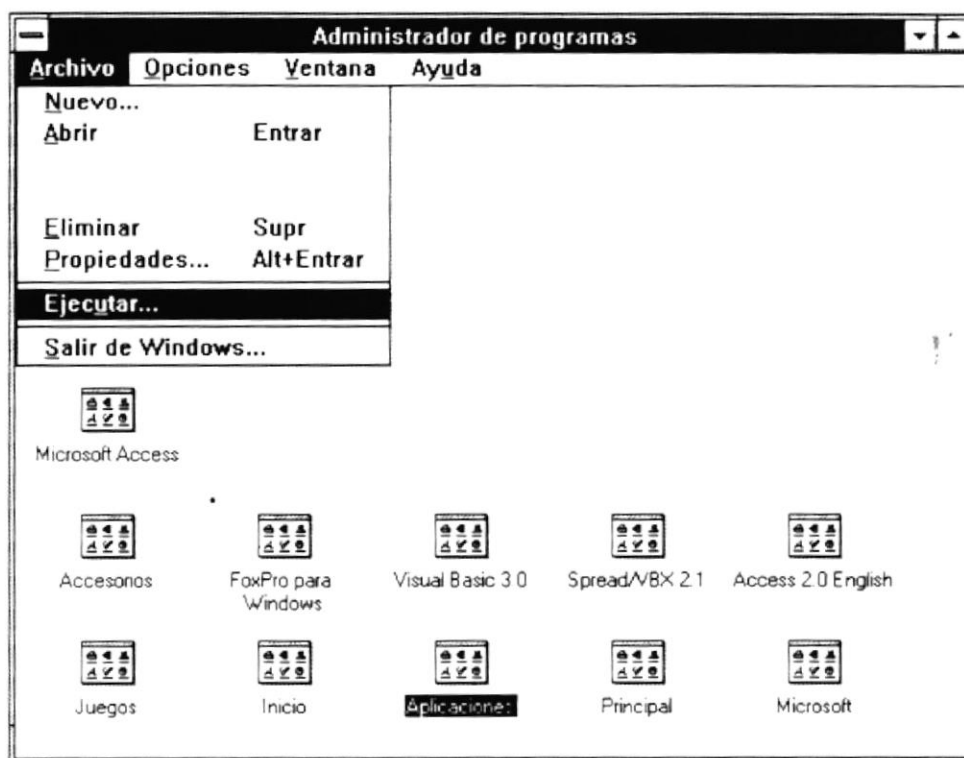 Administrador de programas
Archivo Opciones Ventana Ayuda
Nuevo...
Abrir Entrar
Eliminar Supr
Propiedades... Alt+Entrar
Ejecutar...
Salir de Windows...
Microsoft Access
Accesorios FoxPro para Windows Visual Basic 3.0 Spread/VBX 2.1 Access 2.0 English
Juegos Inicio Aplicaciones Principal Microsoft